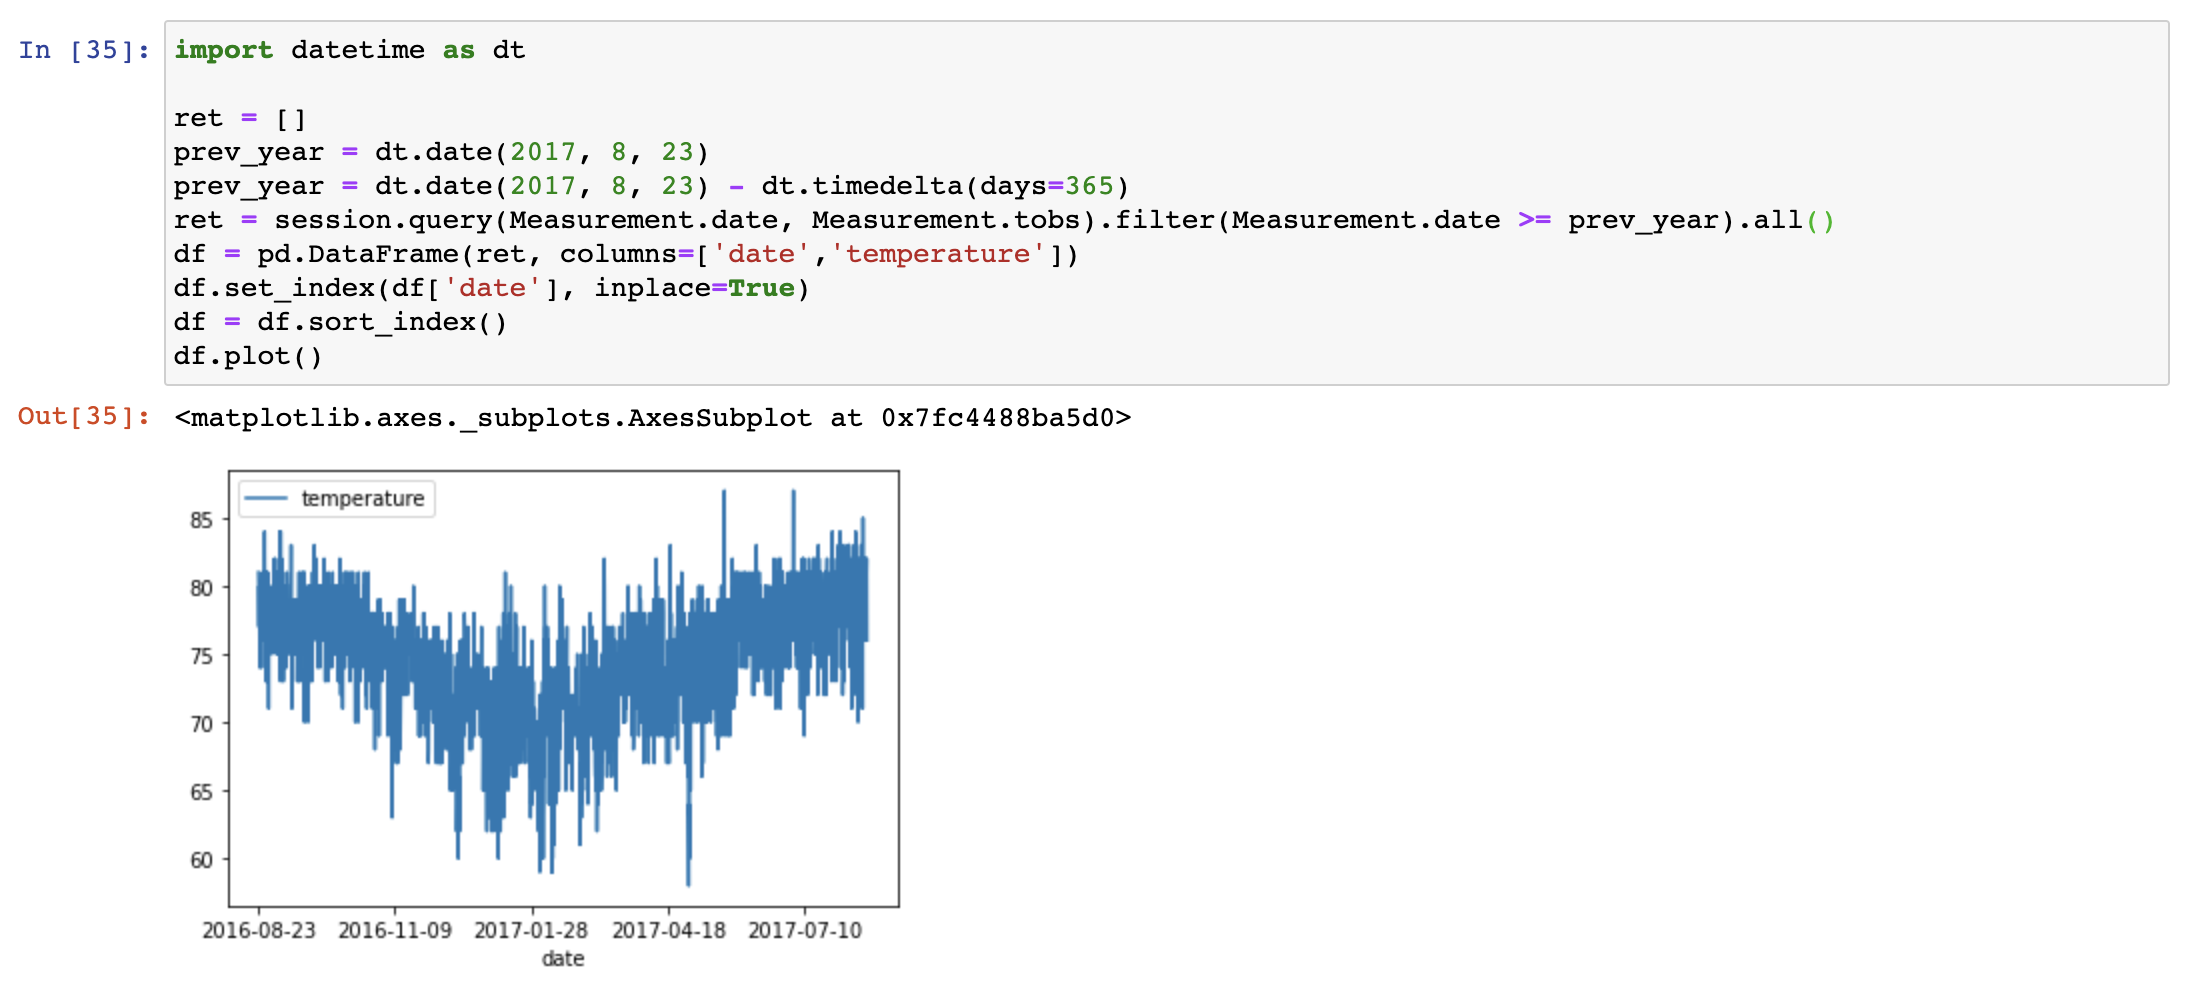 In [35]: import datetime as dt
ret = []
prev_year = dt.date(2017, 8, 23)
prev_year = dt.date(2017, 8, 23) - dt.timedelta(days=365)
ret = session.query(Measurement.date, Measurement.tobs).filter(Measurement.date >= prev_year).all()
df = pd.DataFrame(ret, columns=['date','temperature'])
df.set_index(df['date'], inplace=True)
df = df.sort_index()
df.plot()
Out[35]: <matplotlib.axes._subplots.AxesSubplot at 0x7fc4488ba5d0>
temperature
85
80
75
70
65
60
2016-08-23 2016-11-09 2017-01-28 2017-04-18 2017-07-10
date